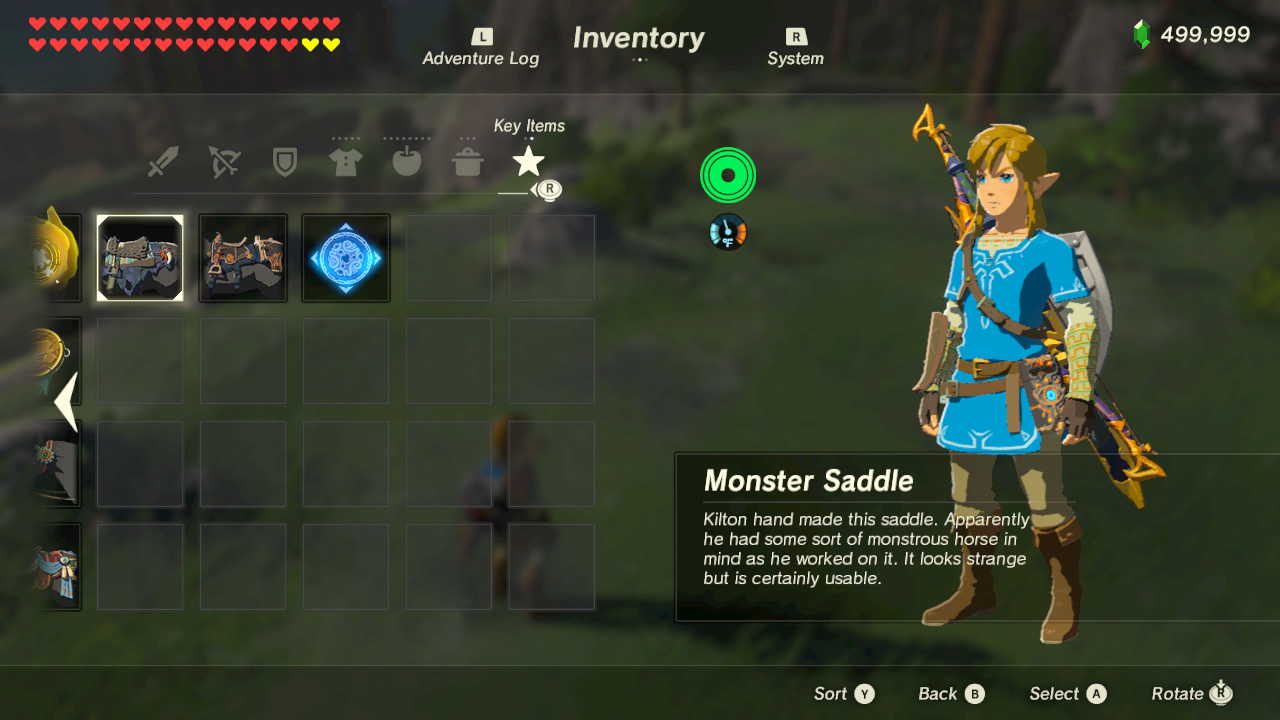 L
Adventure Log
Inventory
R
System
499,999
Key Items
R
°F
Monster Saddle
Kilton hand made this saddle. Apparently
he had some sort of monstrous horse in
mind as he worked on it. It looks strange
but is certainly usable.
Sort Y
Back B
Select A
Rotate R